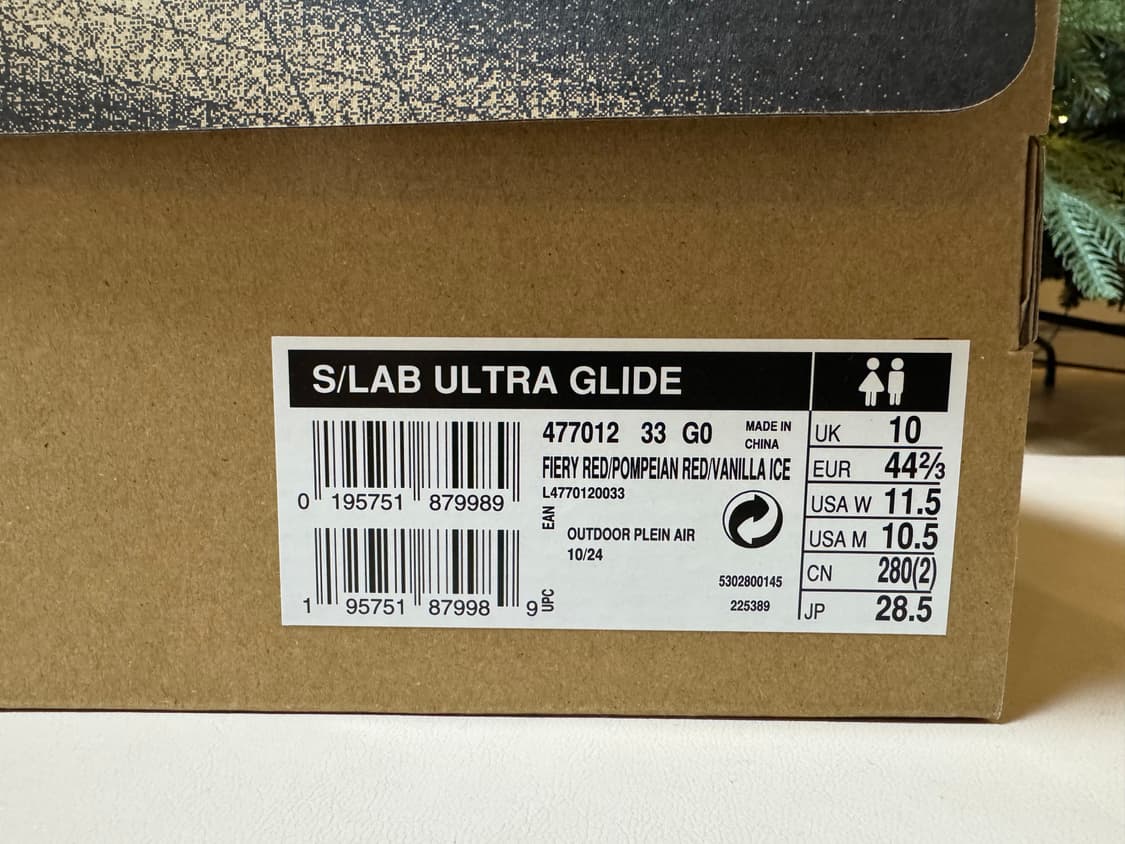 S/LAB ULTRA GLIDE
477012 33 G0
MADE IN
CHINA
FIERY RED/POMPEIAN RED/VANILLA ICE
L4770120033
0 195751 879989
EAN
OUTDOOR PLEIN AIR
10/24
1 95751 87998 9
UPC
5302800145
225389
UK 10
EUR 44⅔
USA W 11.5
USA M 10.5
CN 280(2)
JP 28.5